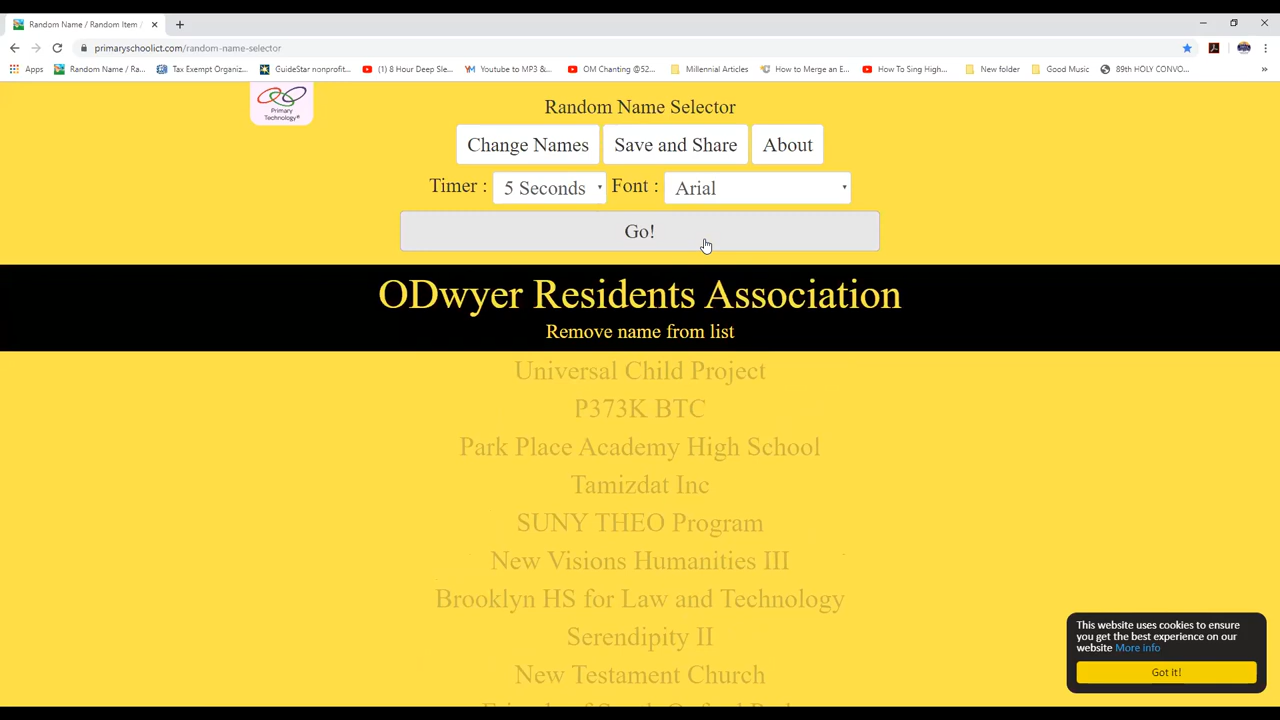 Random Name / Random Item /
primaryschoolict.com/random-name-selector
Apps
Random Name / Ra...
Tax Exempt Organiz...
GuideStar nonprofit...
(1) 8 Hour Deep Sle...
Youtube to MP3 &...
OM Chanting @52...
Millennial Articles
How to Merge an E...
How To Sing High...
New folder
Good Music
89th HOLY CONVO...
Primary
Technology®
Random Name Selector
Change Names
Save and Share
About
Timer : 5 Seconds Font : Arial
Go!
ODwyer Residents Association
Remove name from list
Universal Child Project
P373K BTC
Park Place Academy High School
Tamizdat Inc
SUNY THEO Program
New Visions Humanities III
Brooklyn HS for Law and Technology
Serendipity II
New Testament Church
This website uses cookies to ensure
you get the best experience on our
website More info
Got it!